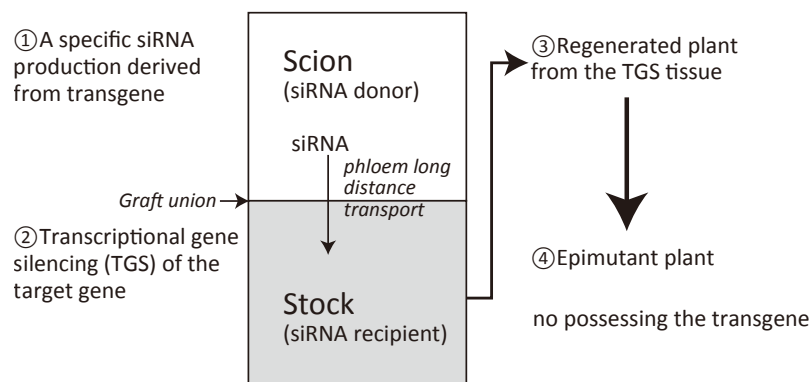 ①A specific siRNA
production derived
from transgene
Scion
(siRNA donor)
siRNA
phloem long
distance
transport
Graft union
②Transcriptional gene
silencing (TGS) of the
target gene
Stock
(siRNA recipient)
③Regenerated plant
from the TGS tissue
④Epimutant plant
no possessing the transgene